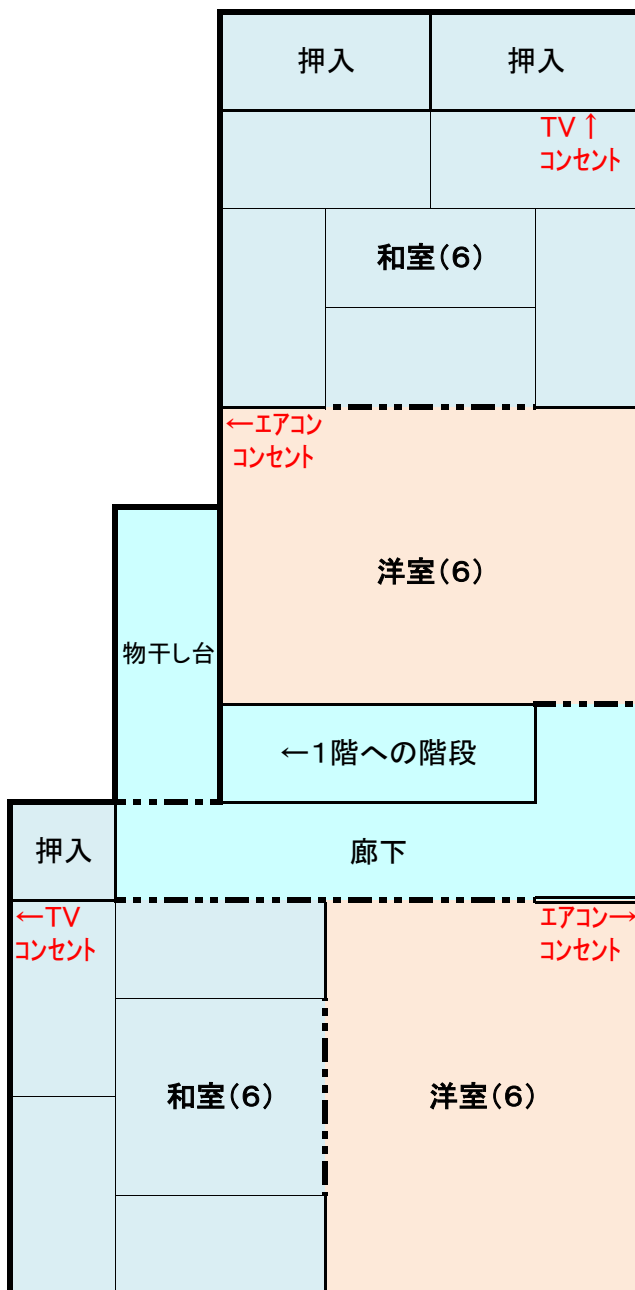 押入
押入
TV↑
コンセント
和室(6)
←エアコン
コンセント
洋室(6)
物干し台
←1階への階段
押入
廊下
←TV
コンセント
エアコン→
コンセント
和室(6)
洋室(6)